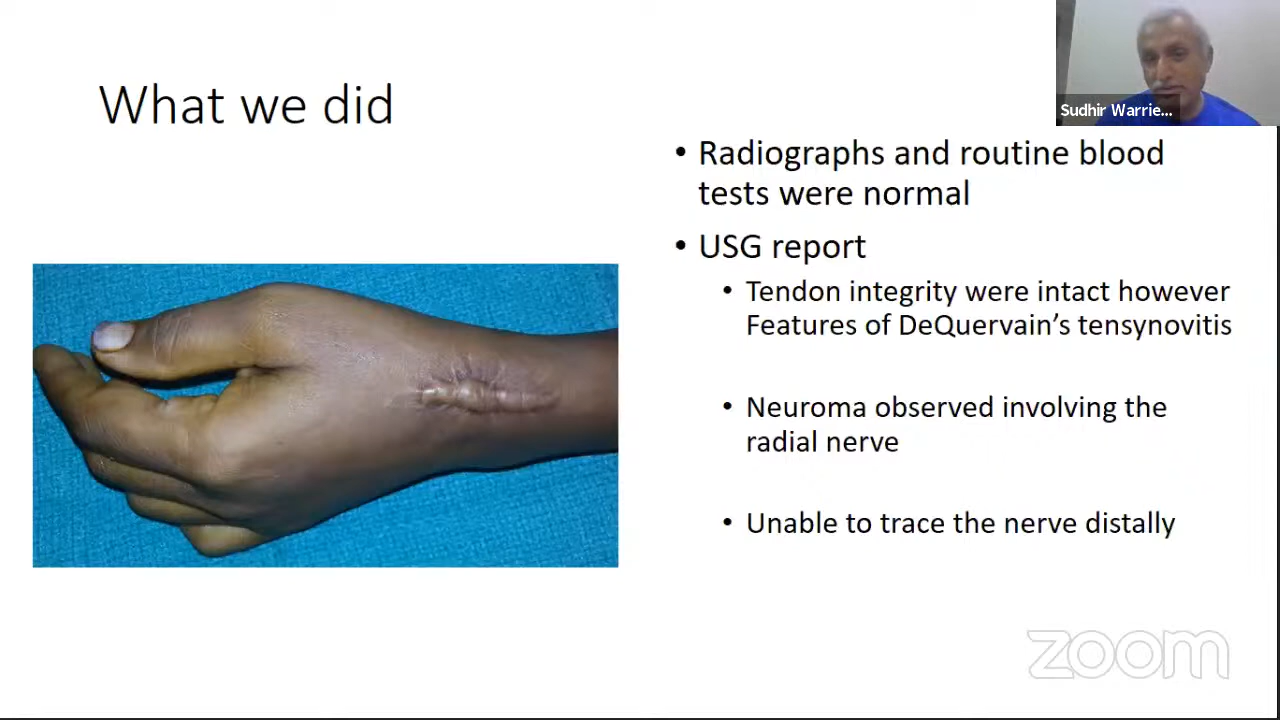 What we did
Sudhir Warrie...
• Radiographs and routine blood
tests were normal
• USG report
• Tendon integrity were intact however
Features of DeQuervain’s tensynovitis
• Neuroma observed involving the
radial nerve
• Unable to trace the nerve distally
zoom